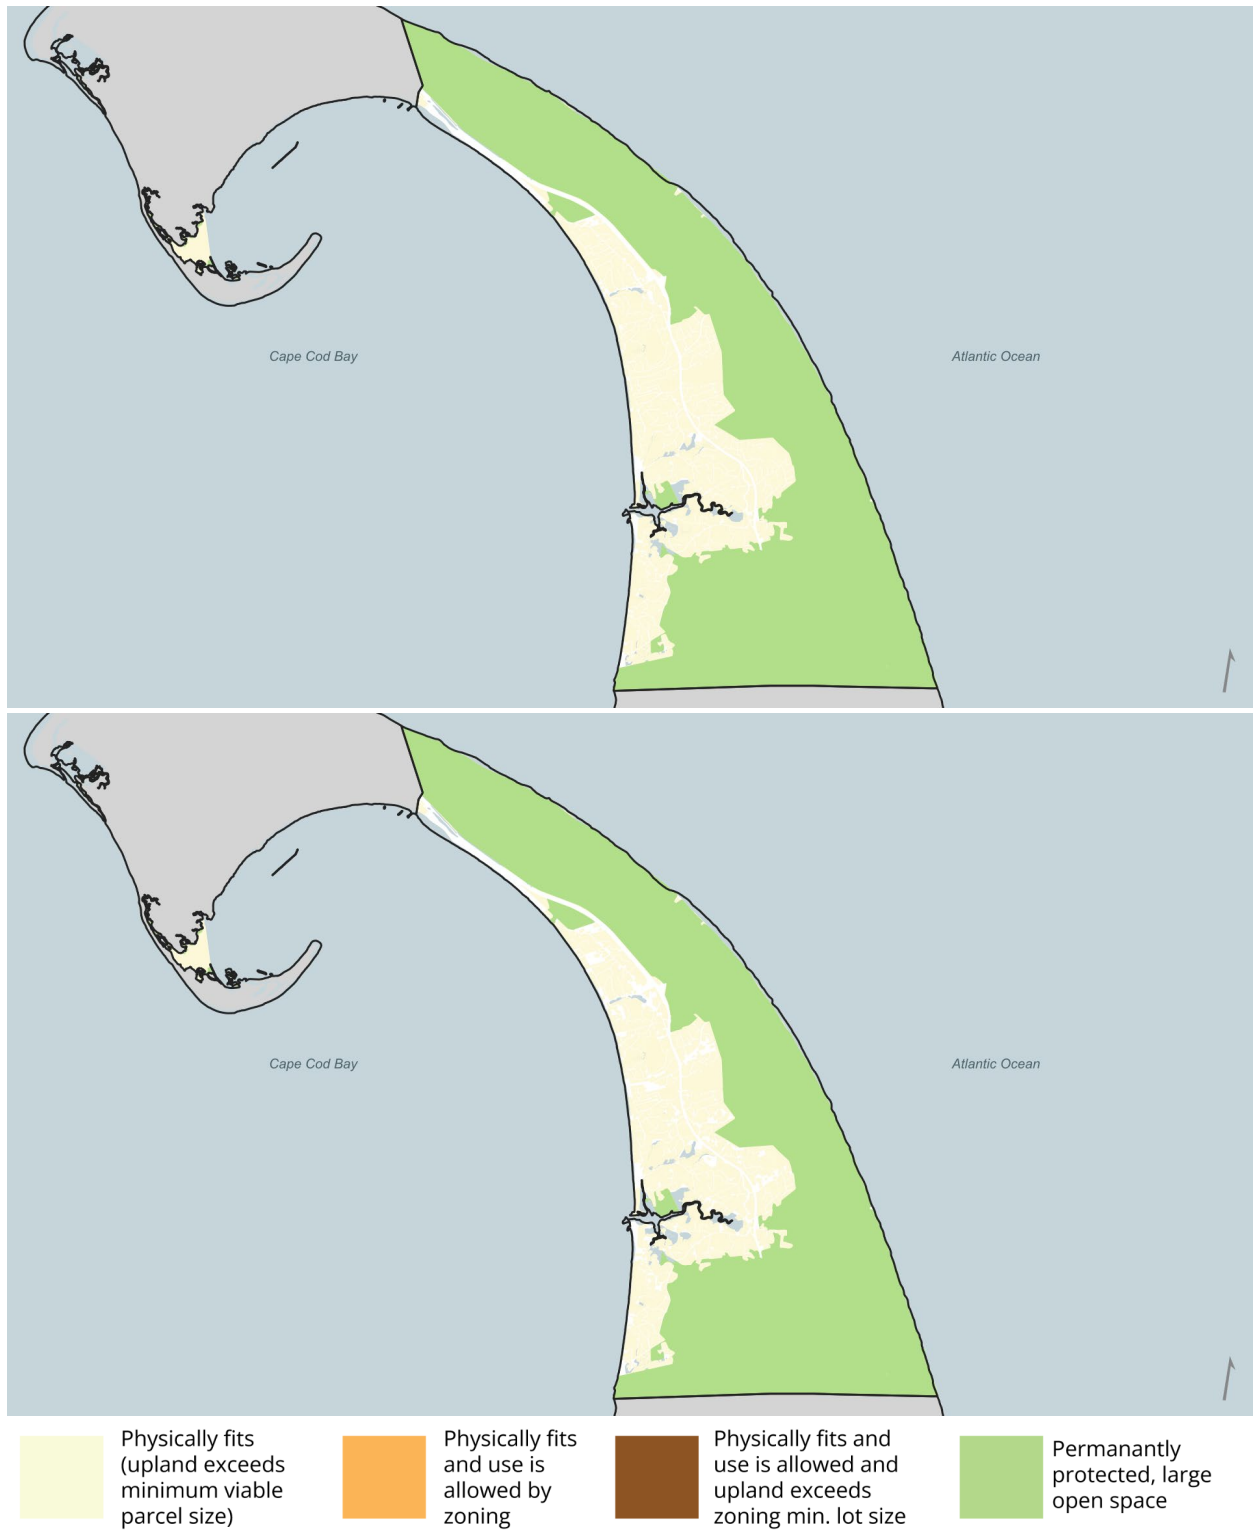 Cape Cod Bay
Atlantic Ocean
Cape Cod Bay
Atlantic Ocean
Physically fits
(upland exceeds
minimum viable
parcel size)
Physically fits
and use is
allowed by
zoning
Physically fits and
use is allowed and
upland exceeds
zoning min. lot size
Permanantly
protected, large
open space